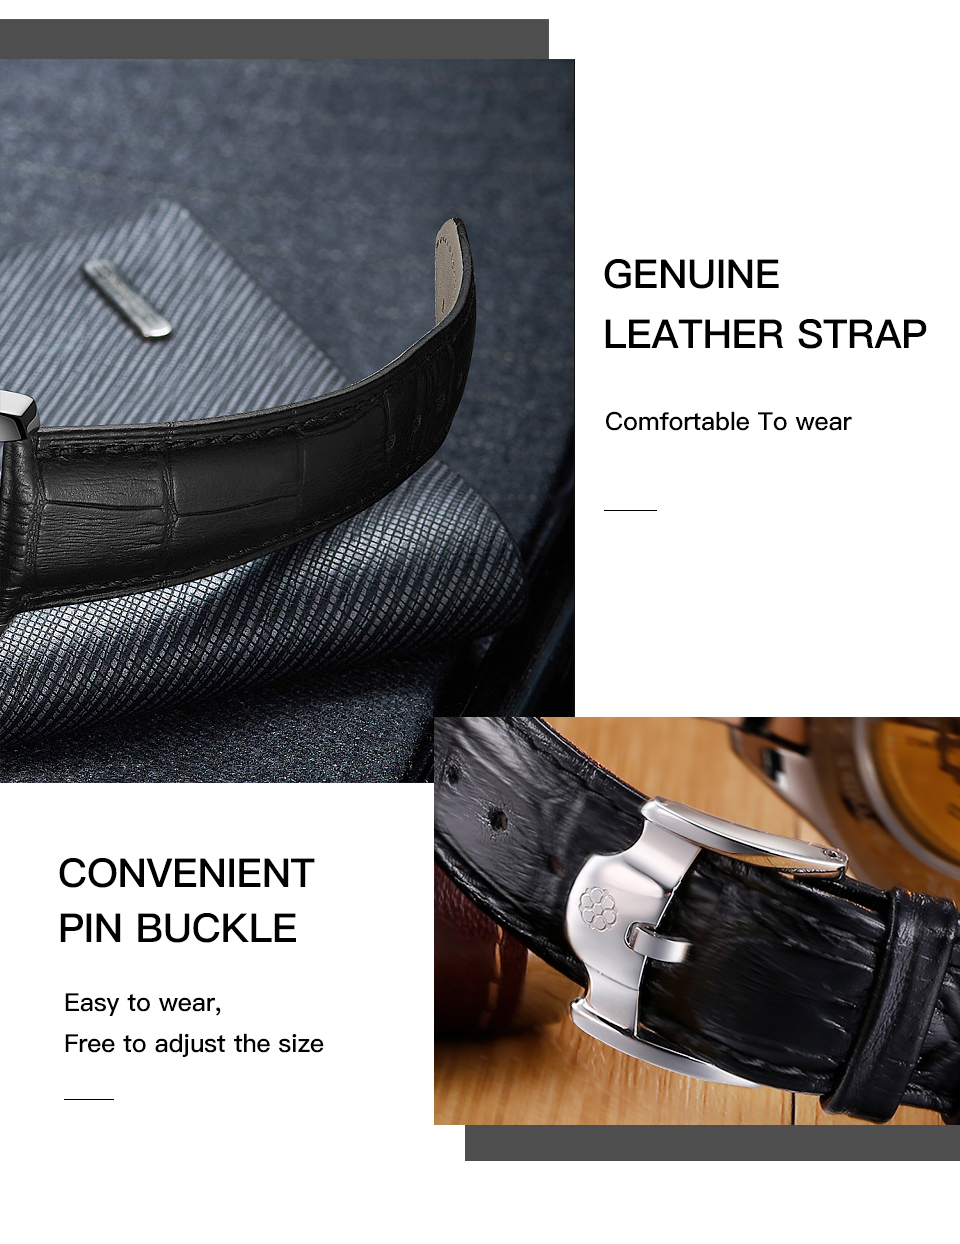 GENUINE
LEATHER STRAP
Comfortable To wear
CONVENIENT
PIN BUCKLE
Easy to wear,
Free to adjust the size